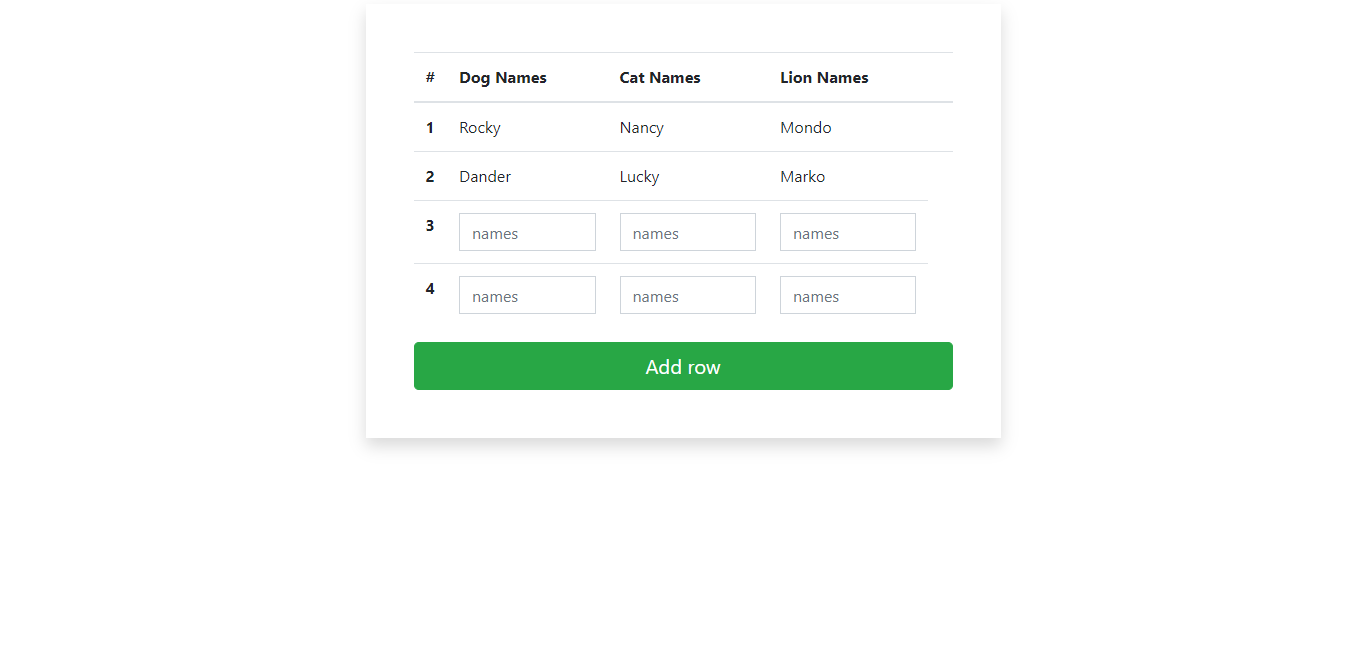 # Dog Names Cat Names Lion Names
1 Rocky Nancy Mondo
2 Dander Lucky Marko
3 names names names
4 names names names
Add row